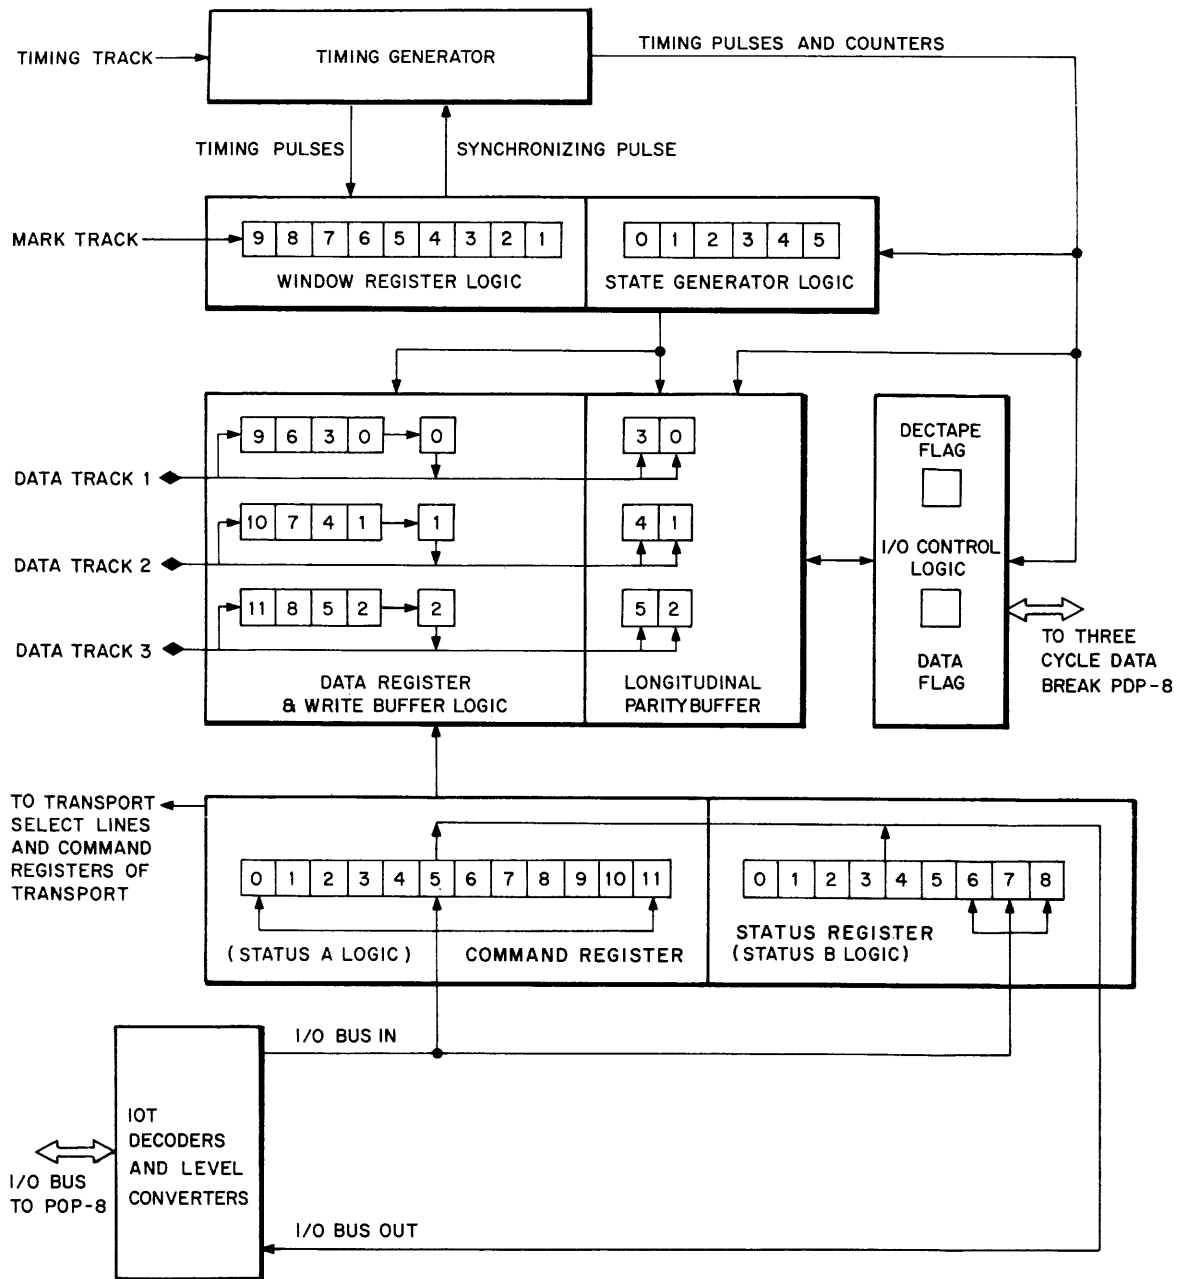 TIMING TRACK
TIMING GENERATOR
TIMING PULSES AND COUNTERS
TIMING PULSES
SYNCHRONIZING PULSE
MARK TRACK
9 8 7 6 5 4 3 2 1
WINDOW REGISTER LOGIC
0 1 2 3 4 5
STATE GENERATOR LOGIC
9 6 3 0
0
3 0
DATA TRACK 1
10 7 4 1
1
4 1
DATA TRACK 2
11 8 5 2
2
5 2
DATA TRACK 3
DATA REGISTER
& WRITE BUFFER LOGIC
LONGITUDINAL
PARITY BUFFER
DECTAPE
FLAG
I/O CONTROL
LOGIC
DATA
FLAG
TO THREE
CYCLE DATA
BREAK PDP-8
TO TRANSPORT
SELECT LINES
AND COMMAND
REGISTERS OF
TRANSPORT
0 1 2 3 4 5 6 7 8 9 10 11
(STATUS A LOGIC)
COMMAND REGISTER
0 1 2 3 4 5 6 7 8
STATUS REGISTER
(STATUS B LOGIC)
I/O BUS IN
IOT
DECODERS
AND LEVEL
CONVERTERS
I/O BUS
TO POP-8
I/O BUS OUT